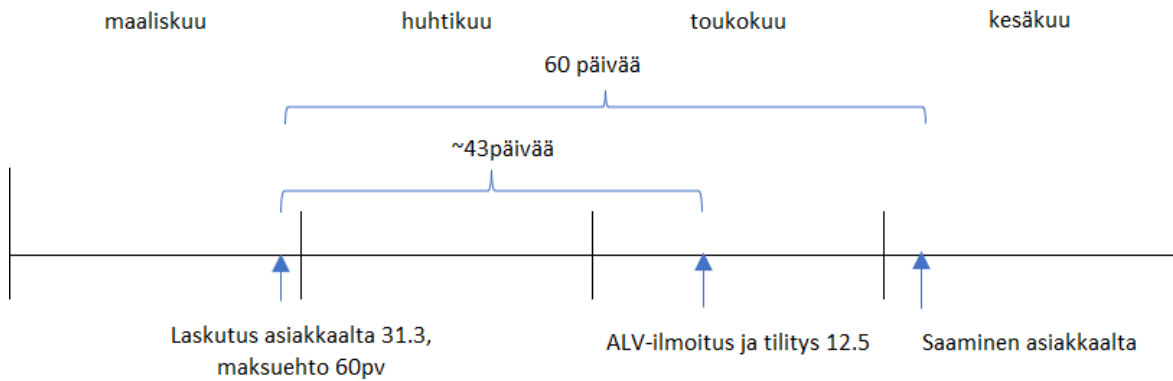 maaliskuu huhtikuu toukokuu kesäkuu
60 päivää
~43päivää
Laskutus asiakkaalta 31.3,
maksuehto 60pv
ALV-ilmoitus ja tilitys 12.5
Saaminen asiakkaalta